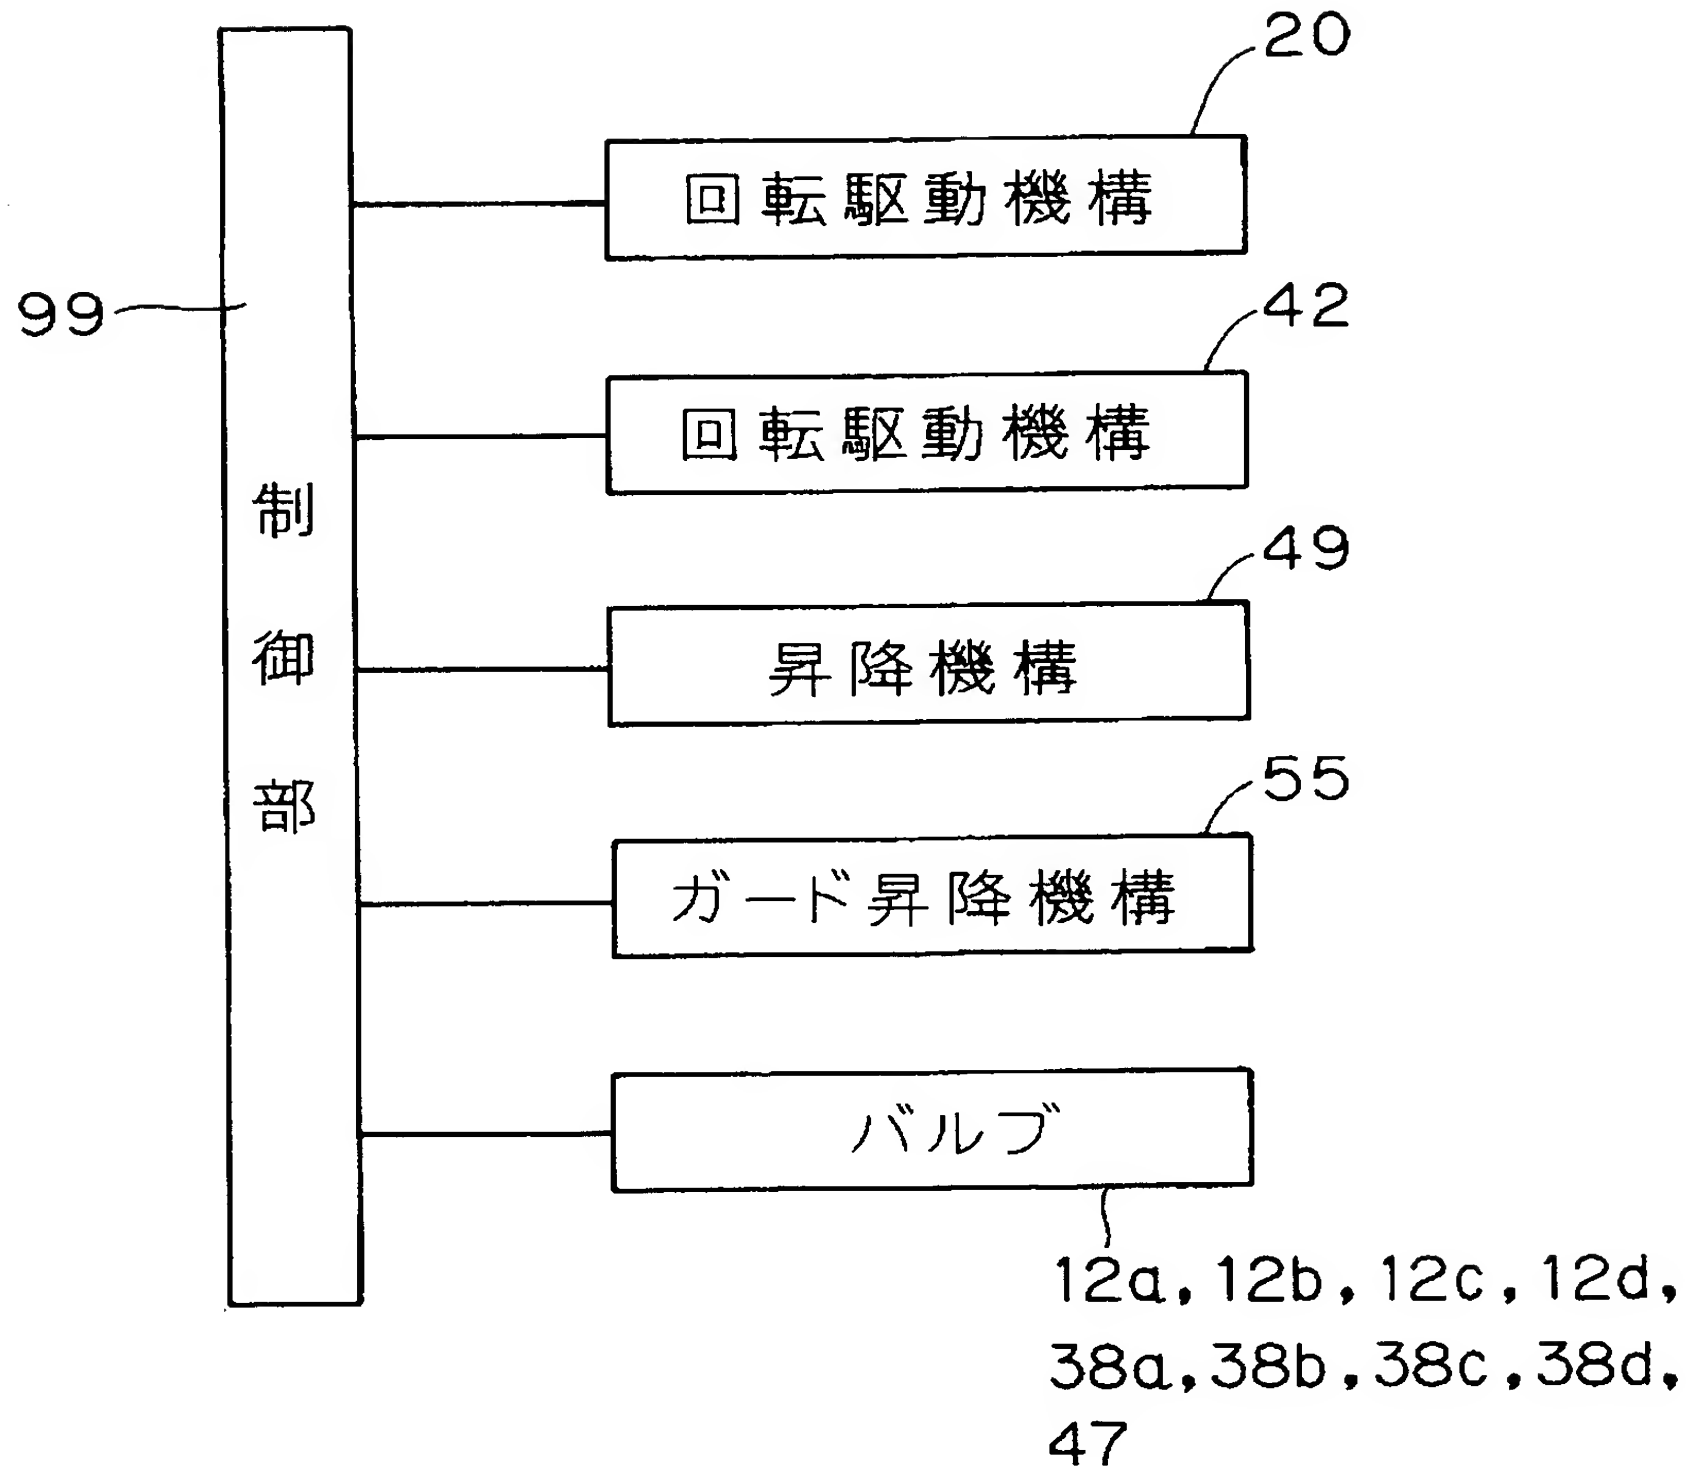 20
回転駆動機構
99
42
回転駆動機構
制御部
49
昇降機構
55
ガード昇降機構
バルブ
12a, 12b, 12c, 12d,
38a, 38b, 38c, 38d,
47